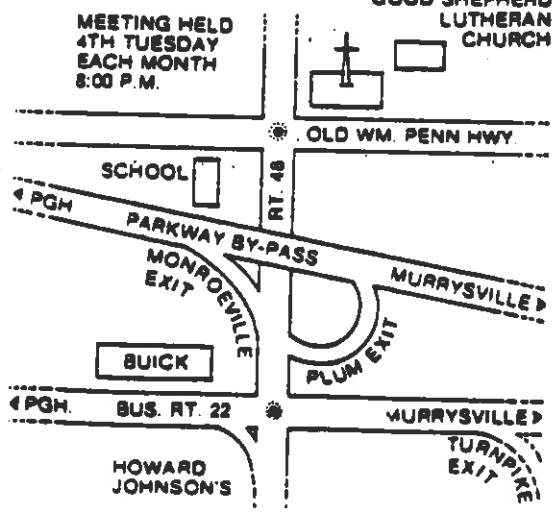 MEETING HELD
4TH TUESDAY
EACH MONTH
8:00 P.M.
GOOD SHEPHERD
LUTHERAN
CHURCH
OLD WM. PENN HWY.
SCHOOL
RT. 48
◄ PGH
PARKWAY BY-PASS
MURRYSVILLE ►
MONROEVILLE
EXIT
PLUM EXIT
BUICK
◄ PGH.
BUS. RT. 22
MURRYSVILLE ►
TURNPIKE
EXIT
HOWARD
JOHNSON'S